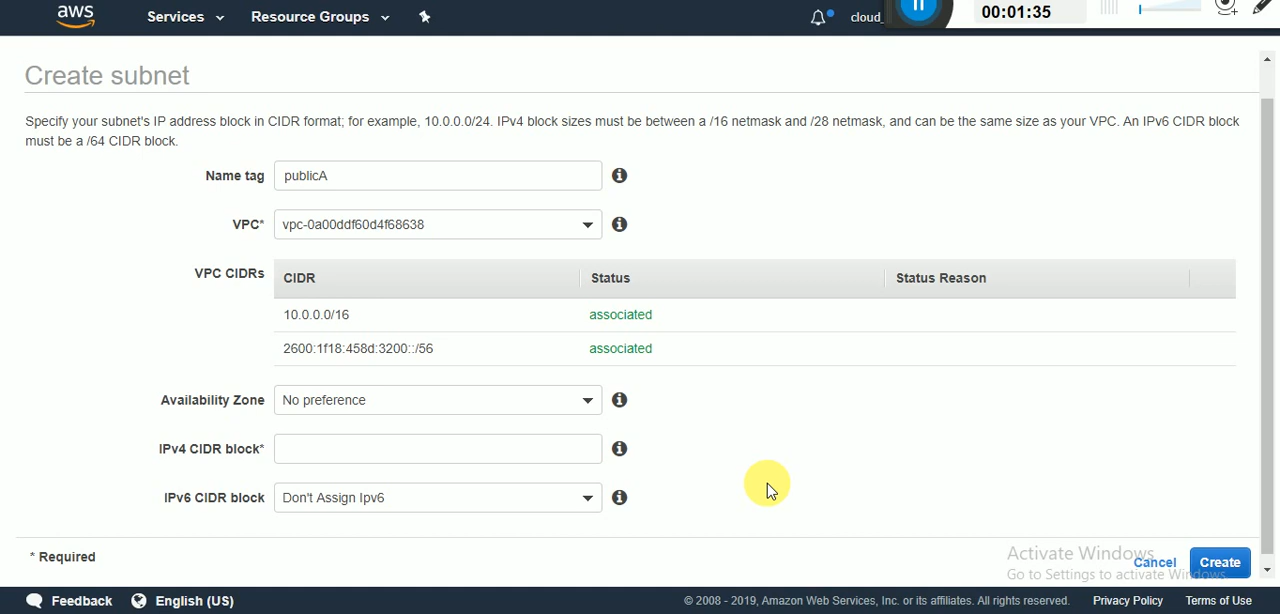 aws Services Resource Groups cloud_ 00:01:35
Create subnet
Specify your subnet's IP address block in CIDR format; for example, 10.0.0.0/24. IPv4 block sizes must be between a /16 netmask and /28 netmask, and can be the same size as your VPC. An IPv6 CIDR block
must be a /64 CIDR block.
Name tag publicA
VPC* vpc-0a00ddf60d4f68638
VPC CIDRs CIDR Status Status Reason
10.0.0.0/16 associated
2600:1f18:458d:3200::/56 associated
Availability Zone No preference
IPv4 CIDR block*
IPv6 CIDR block Don't Assign Ipv6
* Required
Activate Windows
Cancel Create
Go to Settings to activate Windows.
Feedback English (US) © 2008 - 2019, Amazon Web Services, Inc. or its affiliates. All rights reserved. Privacy Policy Terms of Use